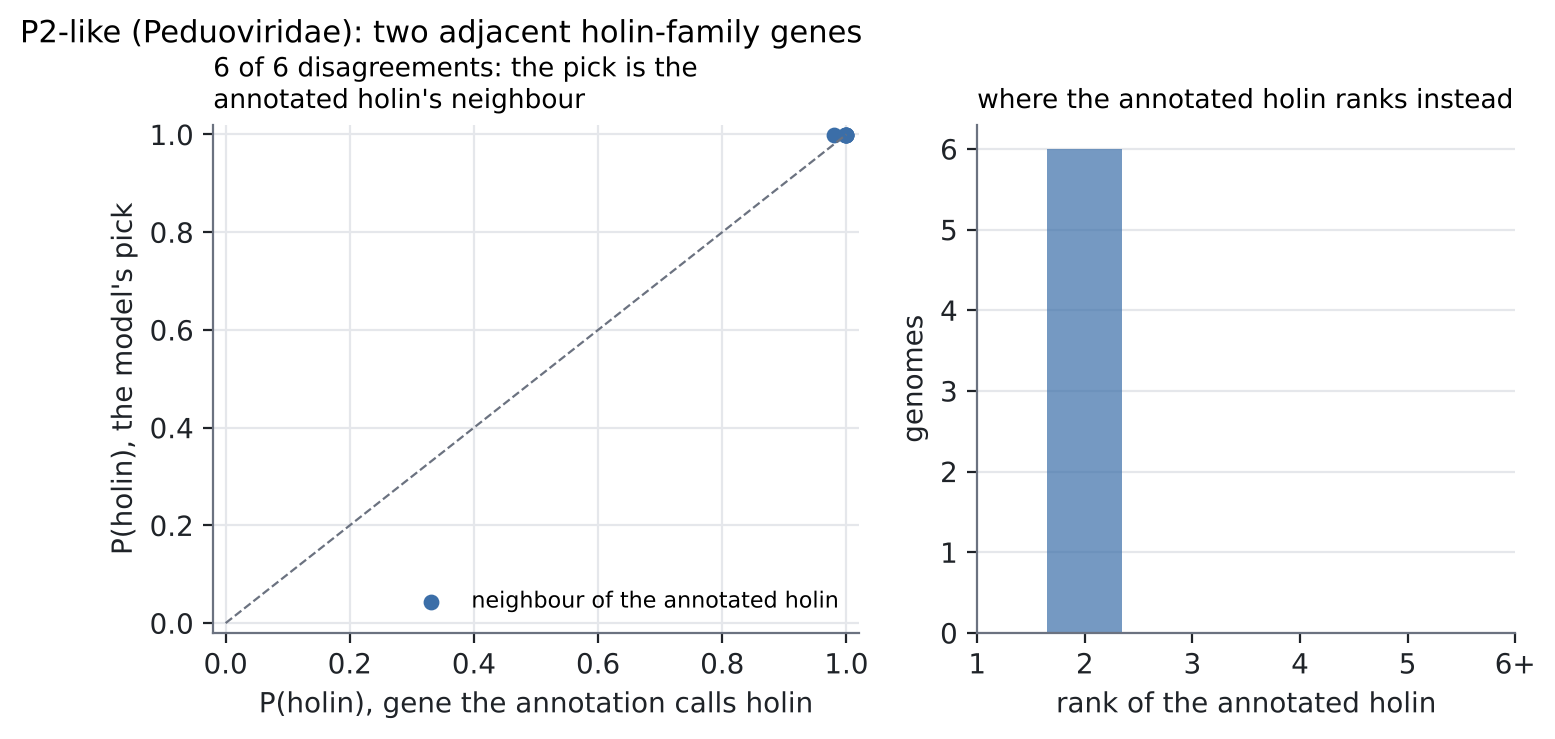 P2-like (Peduoviridae): two adjacent holin-family genes
6 of 6 disagreements: the pick is the
annotated holin's neighbour
1.0
0.8
0.6
0.4
0.2
0.0
P(holin), the model's pick
neighbour of the annotated holin
0.0 0.2 0.4 0.6 0.8 1.0
P(holin), gene the annotation calls holin
where the annotated holin ranks instead
6
5
4
3
2
1
0
genomes
1 2 3 4 5 6+
rank of the annotated holin